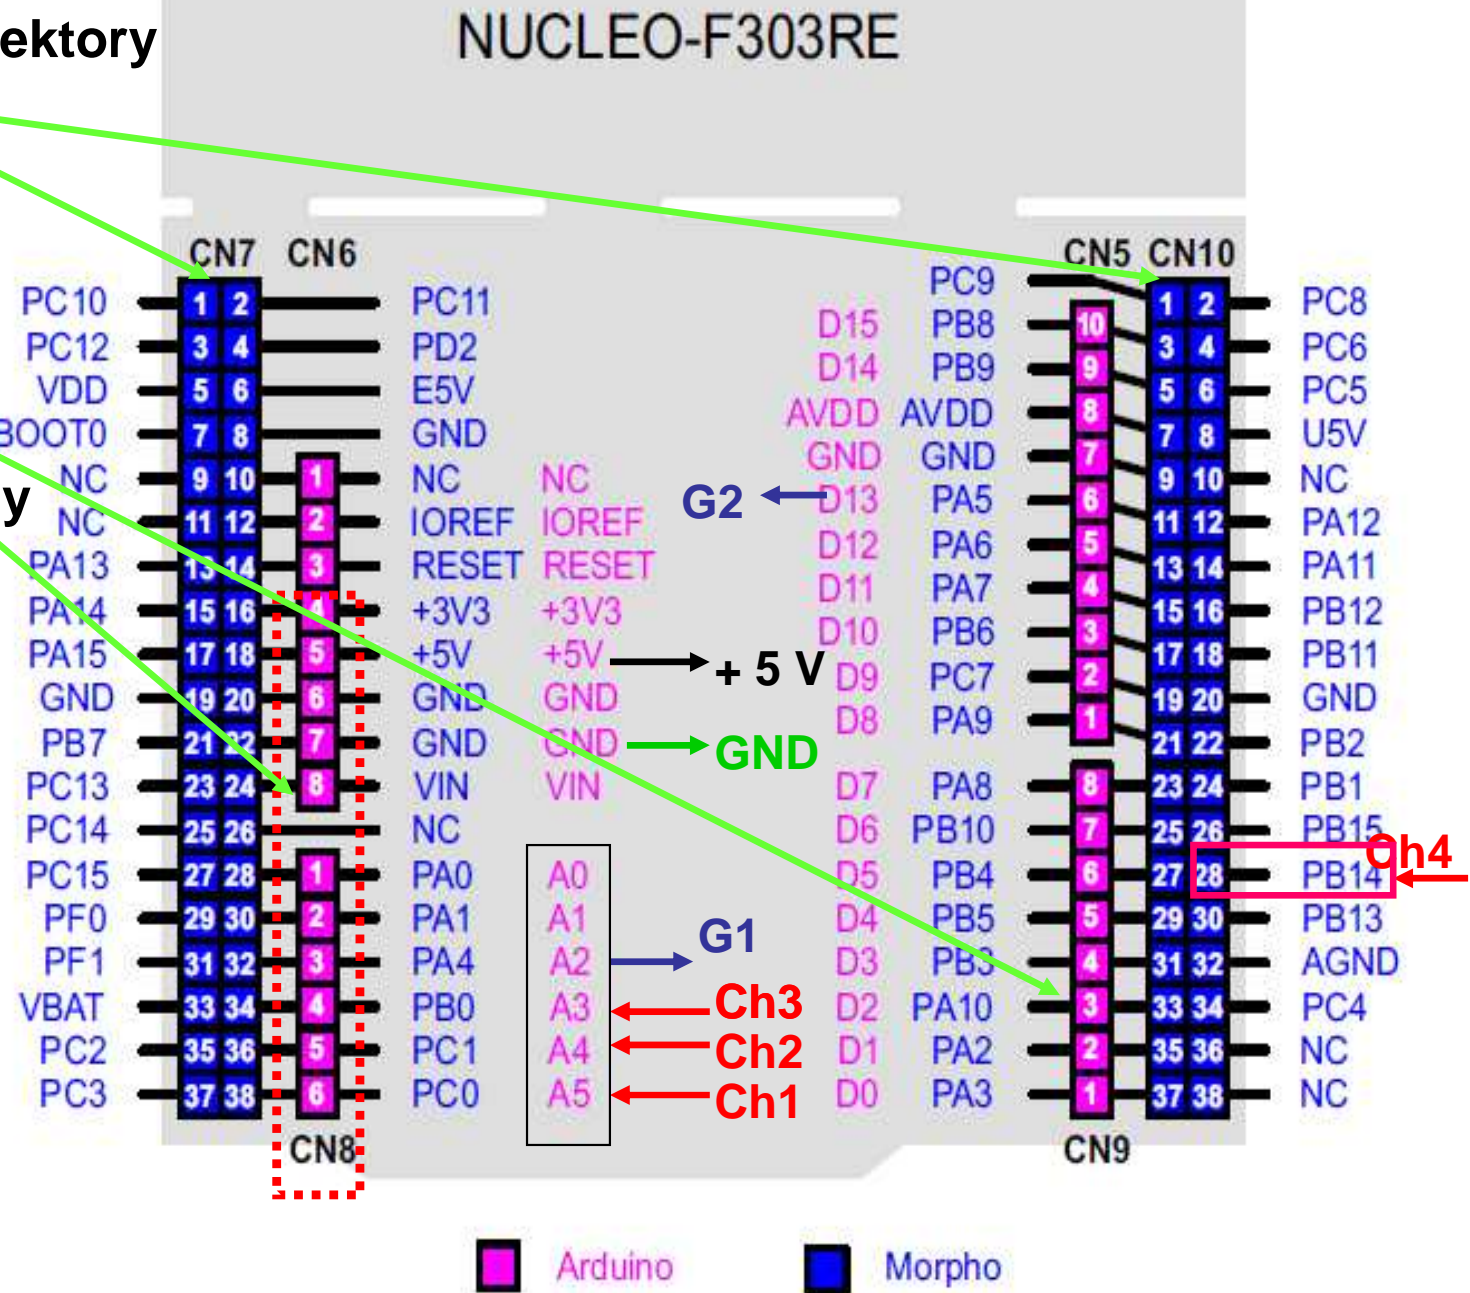 ektory
NUCLEO-F303RE
CN7 CN6 CN5 CN10
PC9
PC10 1 2 PC11 1 2 PC8
D15 PB8 10
PC12 3 4 PD2 3 4 PC6
D14 PB9 9
VDD 5 6 E5V 5 6 PC5
AVDD AVDD 8
BOOT0 7 8 GND 7 8 U5V
GND GND 7
NC 9 10 1 NC NC 9 10 NC
y
G2 D13 PA5 6
NC 11 12 2 IOREF IOREF 11 12 PA12
D12 PA6 5
PA13 13 14 3 RESET RESET 13 14 PA11
D11 PA7 4
PA14 15 16 4 +3V3 +3V3 15 16 PB12
D10 PB6 3
PA15 17 18 5 +5V +5V + 5 V 17 18 PB11
D9 PC7 2
GND 19 20 6 GND GND 19 20 GND
D8 PA9 1
PB7 21 22 7 GND GND GND 21 22 PB2
PC13 23 24 8 VIN VIN D7 PA8 8 23 24 PB1
PC14 25 26 NC D6 PB10 7 25 26 PB15
Ch4
PC15 27 28 1 PA0 A0 D5 PB4 6 27 28 PB14
PF0 29 30 2 PA1 A1 D4 PB5 5 29 30 PB13
G1
PF1 31 32 3 PA4 A2 D3 PB3 4 31 32 AGND
VBAT 33 34 4 PB0 A3 Ch3 D2 PA10 3 33 34 PC4
PC2 35 36 5 PC1 A4 Ch2 D1 PA2 2 35 36 NC
PC3 37 38 6 PC0 A5 Ch1 D0 PA3 1 37 38 NC
CN8 CN9
Arduino Morpho